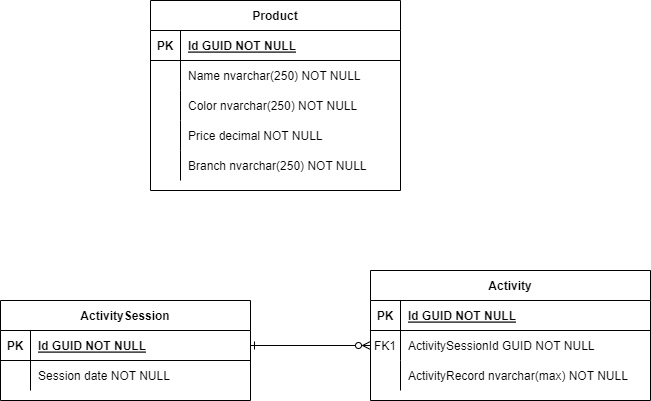 Product
PK Id GUID NOT NULL
Name nvarchar(250) NOT NULL
Color nvarchar(250) NOT NULL
Price decimal NOT NULL
Branch nvarchar(250) NOT NULL
ActivitySession
PK Id GUID NOT NULL
Session date NOT NULL
Activity
PK Id GUID NOT NULL
FK1 ActivitySessionId GUID NOT NULL
ActivityRecord nvarchar(max) NOT NULL